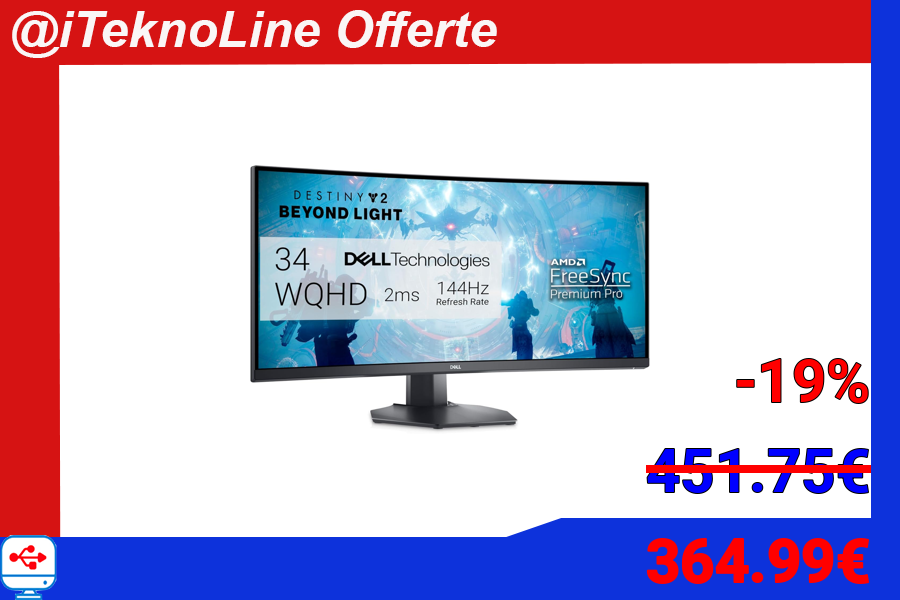 @iTeknoLine Offerte
DESTINY 2
BEYOND LIGHT
34
DELL Technologies
WQHD
2ms
144Hz
Refresh Rate
AMD
FreeSync
Premium Pro
DELL
-19%
451.75€
364.99€